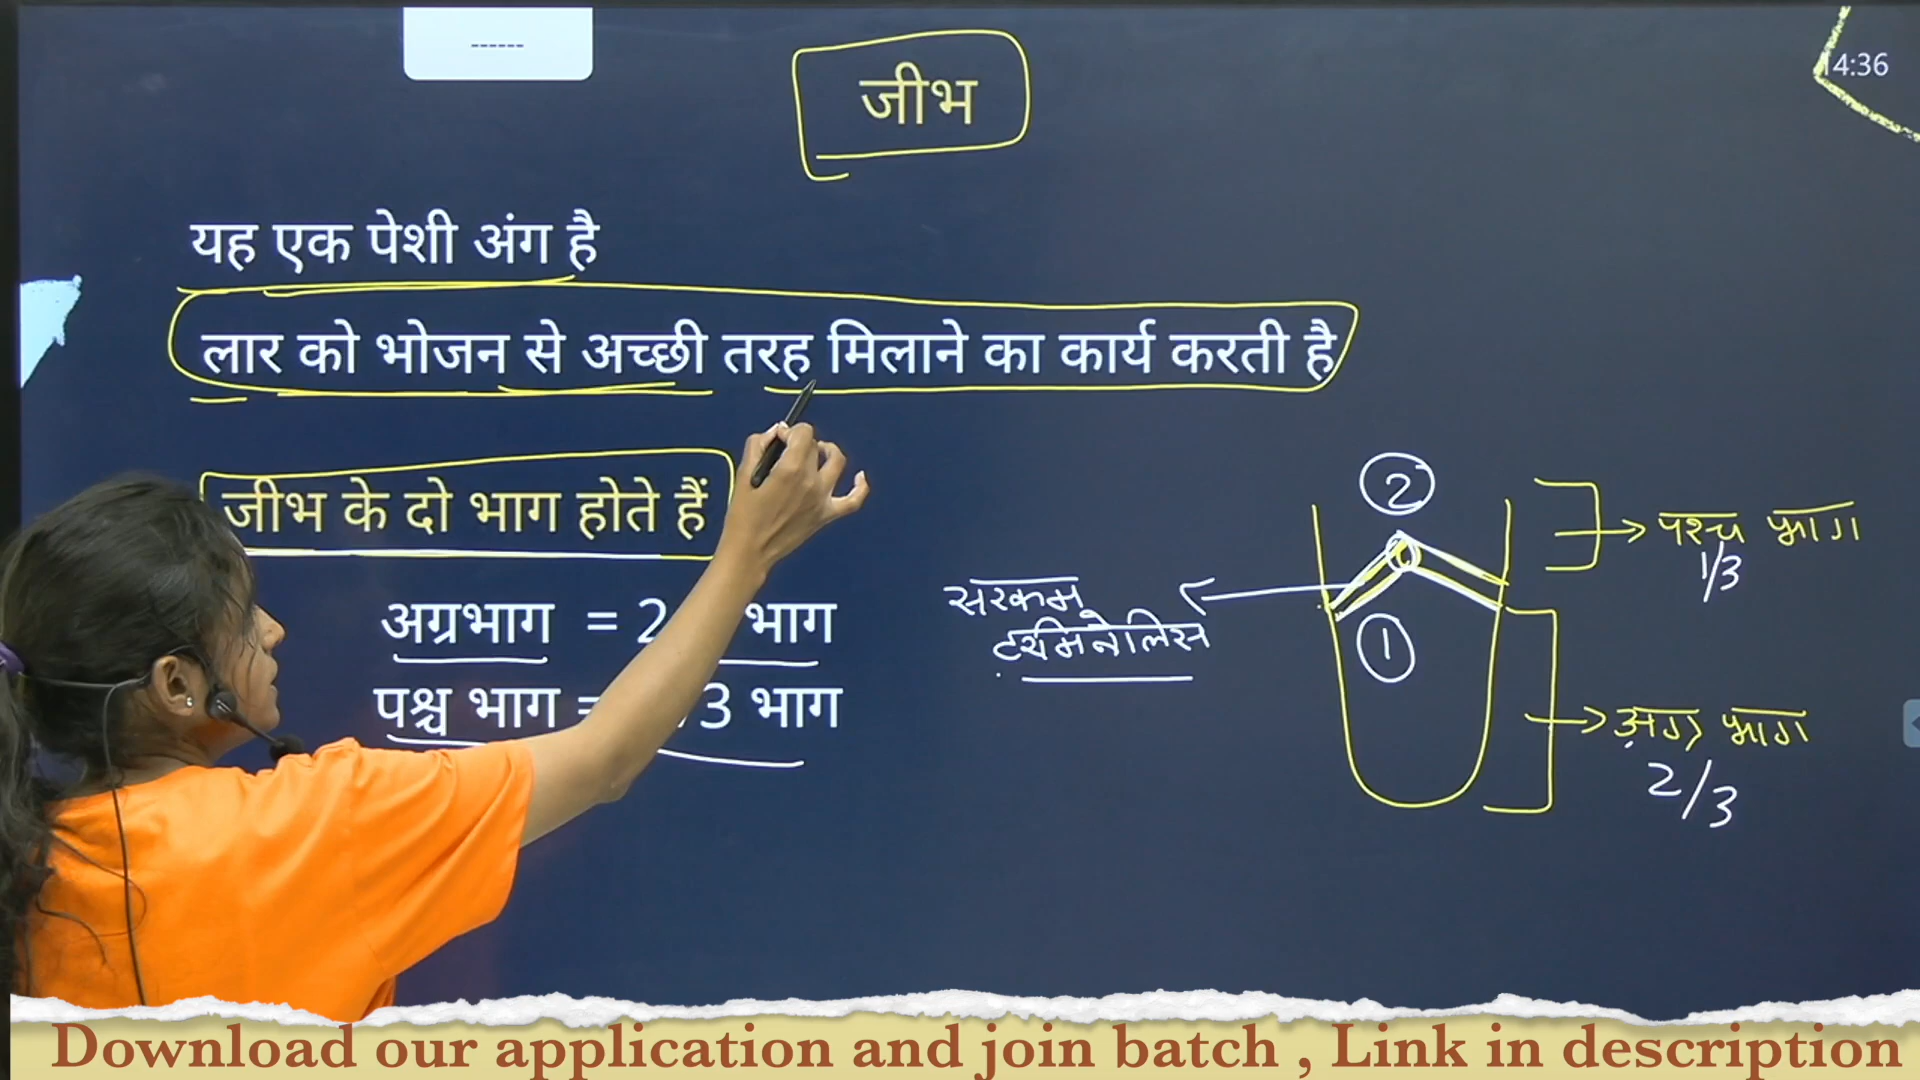 ------
जीभ
4:36
यह एक पेशी अंग है
लार को भोजन से अच्छी तरह मिलाने का कार्य करती है
जीभ के दो भाग होते हैं
अग्रभाग = 2 भाग
पश्च भाग = 3 भाग
2
1
पश्च भाग
1/3
सरकम
टर्मिनेलिस
अग्र भाग
2/3
Download our application and join batch , Link in description